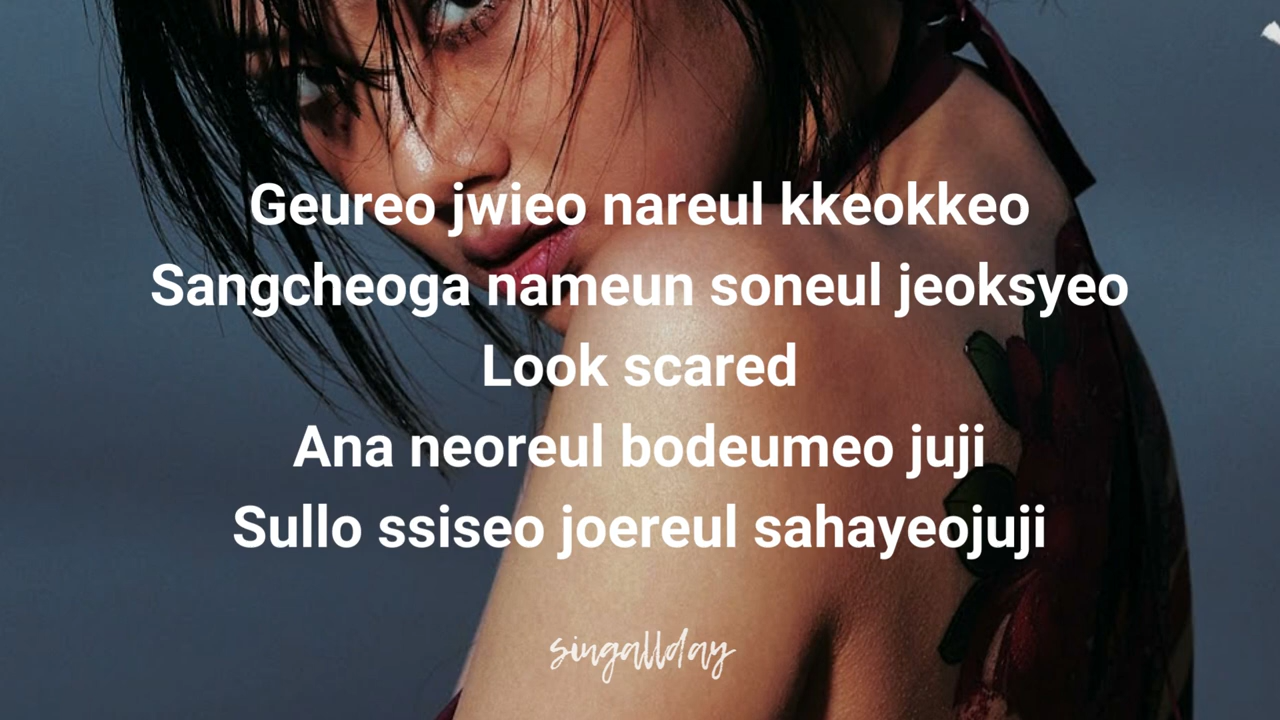 Geureo jwieo nareul kkeokkeo
Sangcheoga nameun soneul jeoksyeo
Look scared
Ana neoreul bodeumeo juji
Sullo ssiseo joereul sahayeojuji
singallday